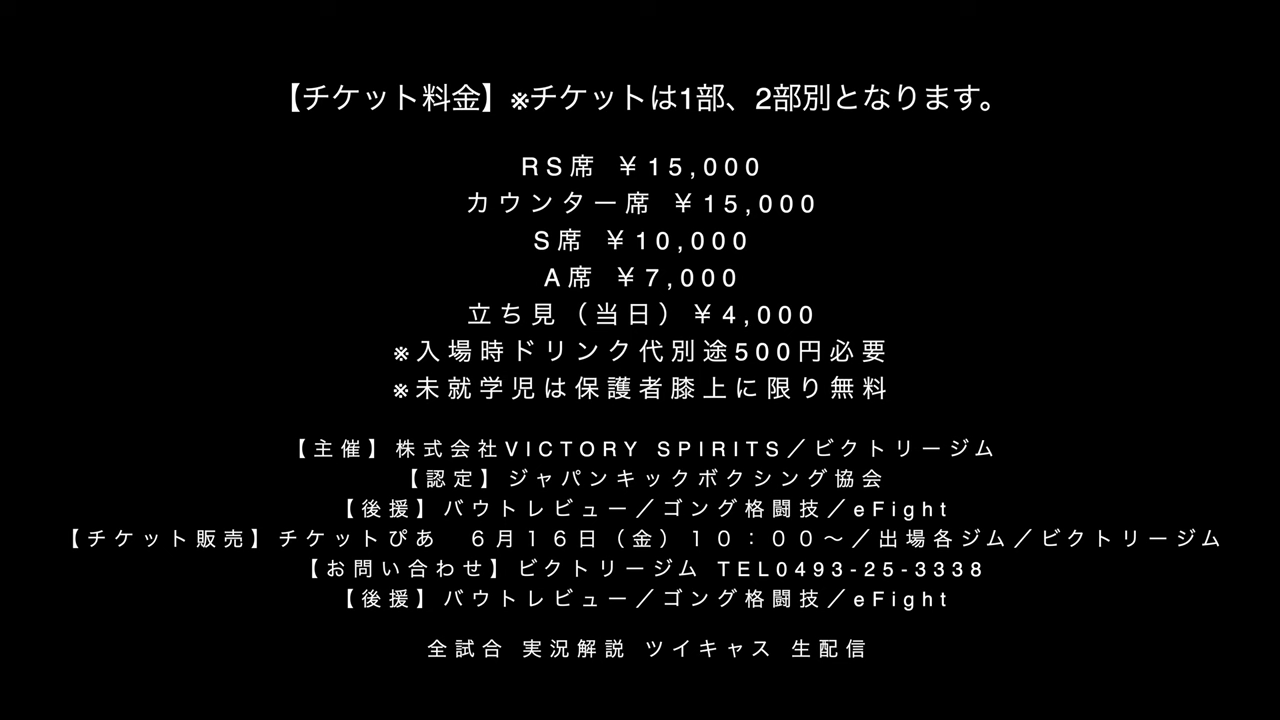 【チケット料金】※チケットは1部、2部別となります。
RS席 ￥15,000
カウンター席 ￥15,000
S席 ￥10,000
A席 ￥7,000
立ち見（当日）￥4,000
※入場時ドリンク代別途500円必要
※未就学児は保護者膝上に限り無料
【主催】株式会社VICTORY SPIRITS／ビクトリージム
【認定】ジャパンキックボクシング協会
【後援】バウトレビュー／ゴング格闘技／eFight
【チケット販売】チケットぴあ　６月１６日（金）１０：００〜／出場各ジム／ビクトリージム
【お問い合わせ】ビクトリージム TEL0493-25-3338
【後援】バウトレビュー／ゴング格闘技／eFight
全試合 実況解説 ツイキャス 生配信